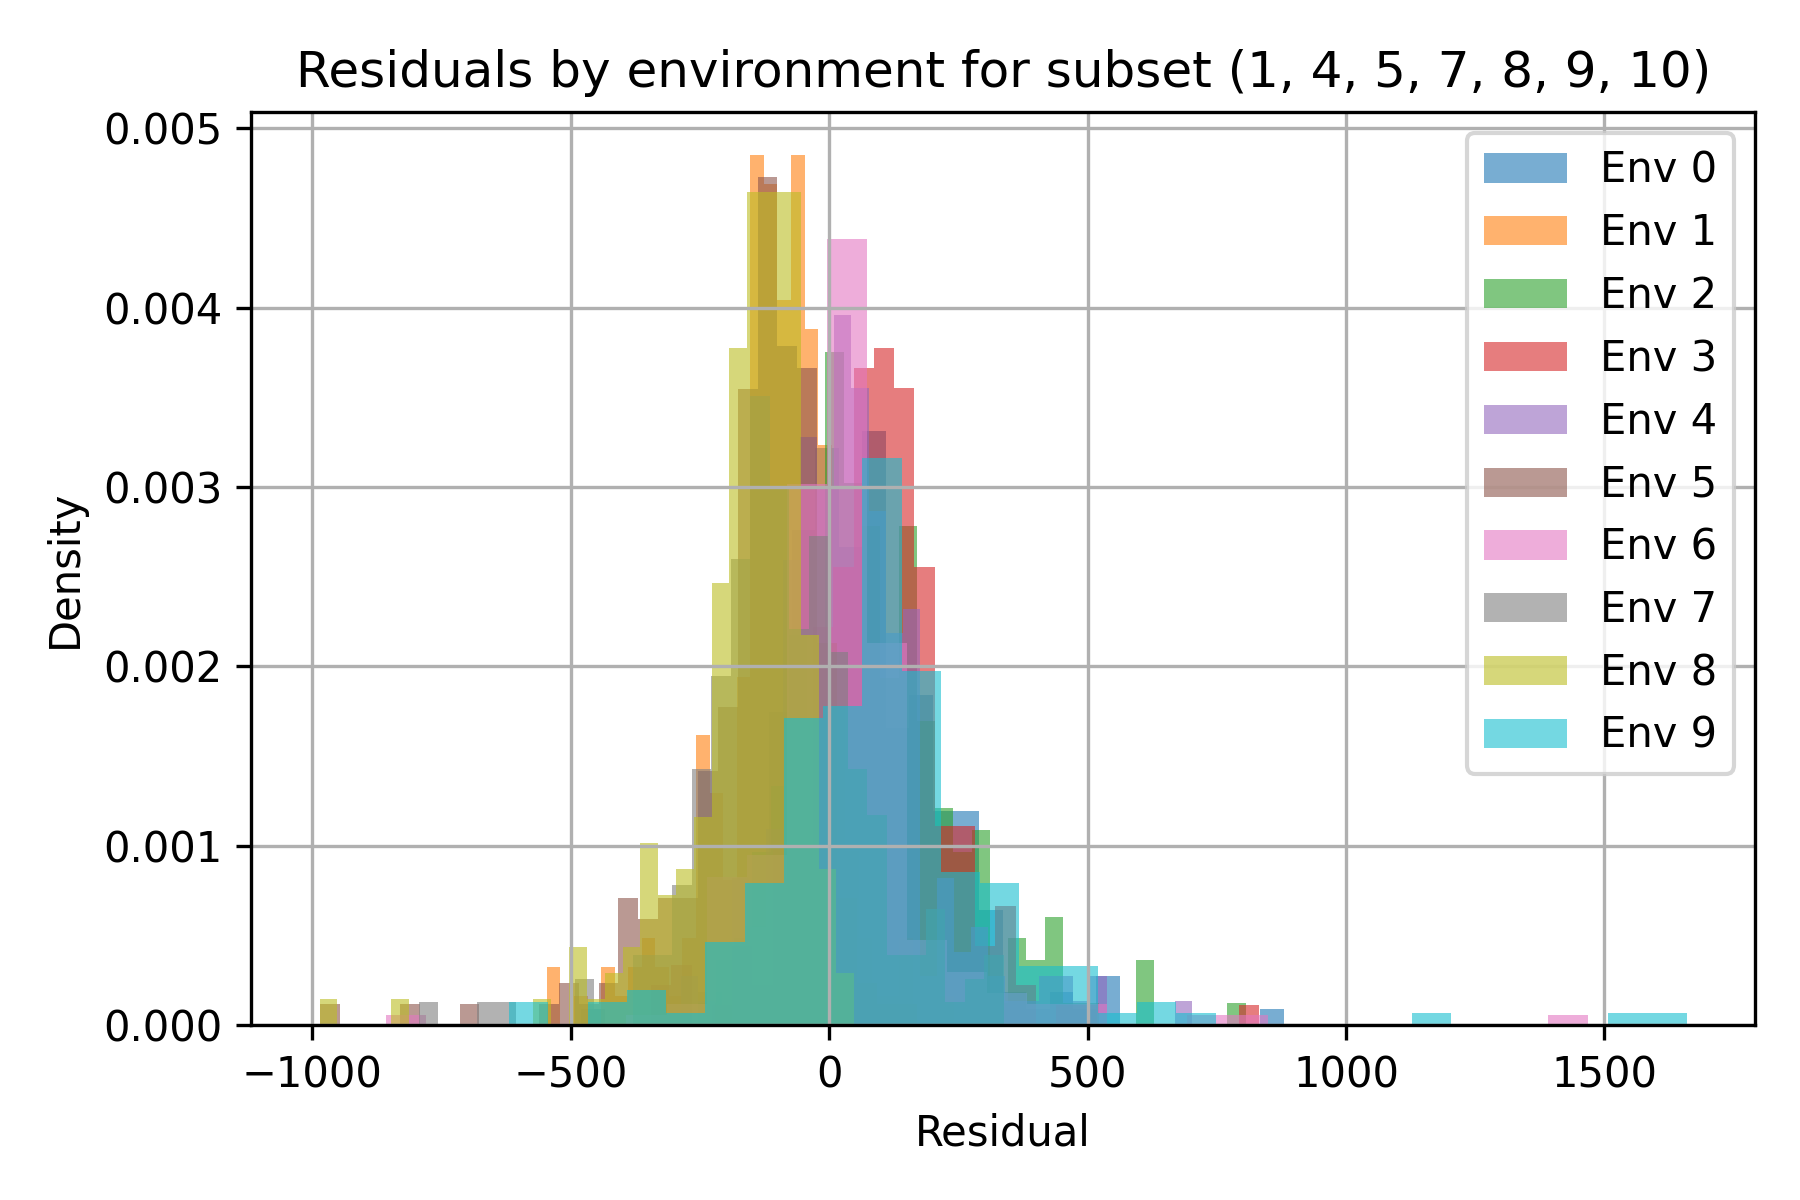 Residuals by environment for subset (1, 4, 5, 7, 8, 9, 10)
0.005
0.004
0.003
0.002
0.001
0.000
Density
−1000
−500
0
500
1000
1500
Residual
Env 0
Env 1
Env 2
Env 3
Env 4
Env 5
Env 6
Env 7
Env 8
Env 9